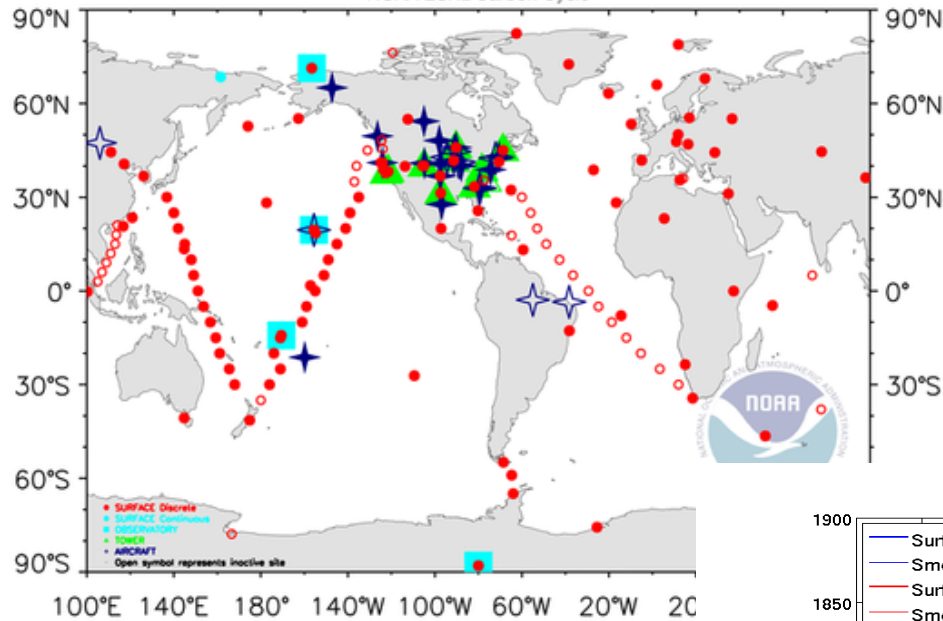 90°N 90°N
60°N 60°N
30°N 30°N
0° 0°
30°S 30°S
NOAA
60°S 60°S
SURFACE Discrete
SURFACE Continuous
OBSERVATORY
TOWER
AIRCRAFT
Open symbol represents inactive site
90°S
100°E 140°E 180° 140°W 100°W 60°W 20°W 20
1900
Surf
Smo
1850
Surf
Smo